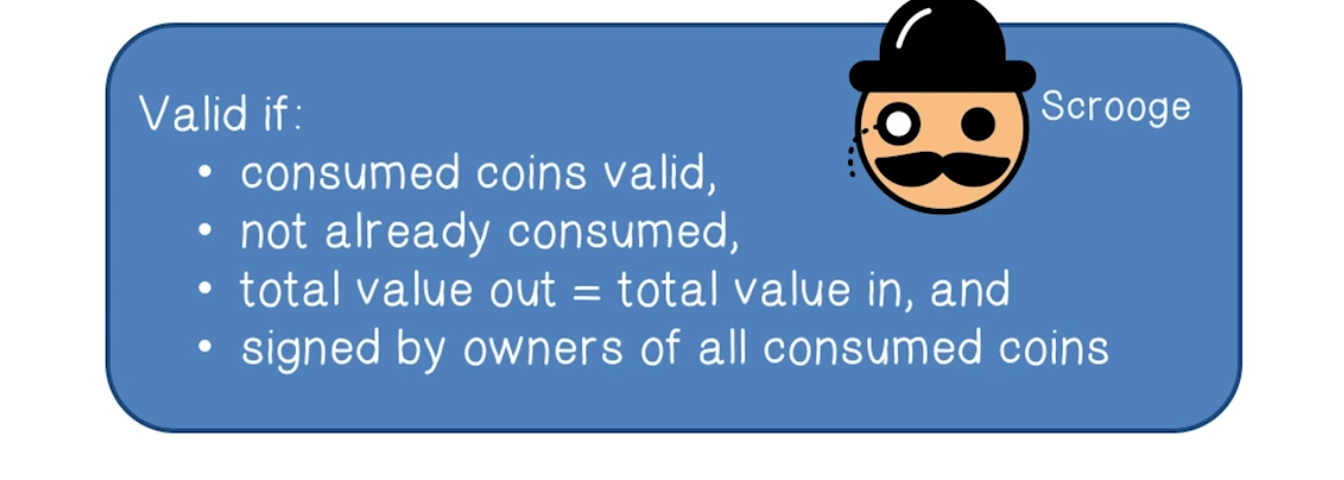 Valid if:
• consumed coins valid,
• not already consumed,
• total value out = total value in, and
• signed by owners of all consumed coins
Scrooge